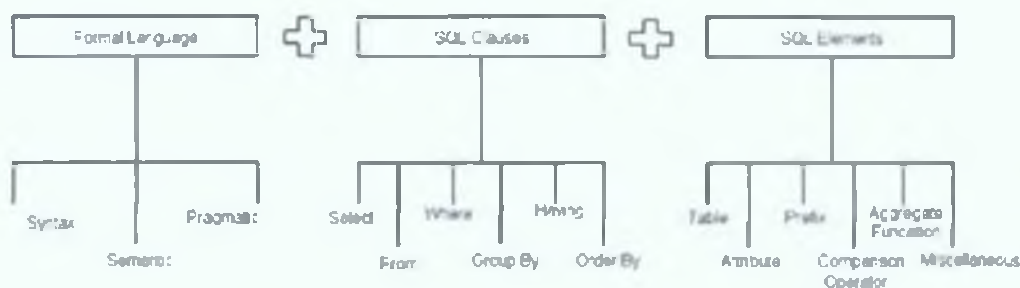 Formal Language
SQL Clauses
SQL Elements
Syntax
Semantic
Pragmatic
Select
From
Where
Group By
Having
Order By
Table
Attribute
Prefix
Comparison
Operator
Aggregate
Function
Miscellaneous